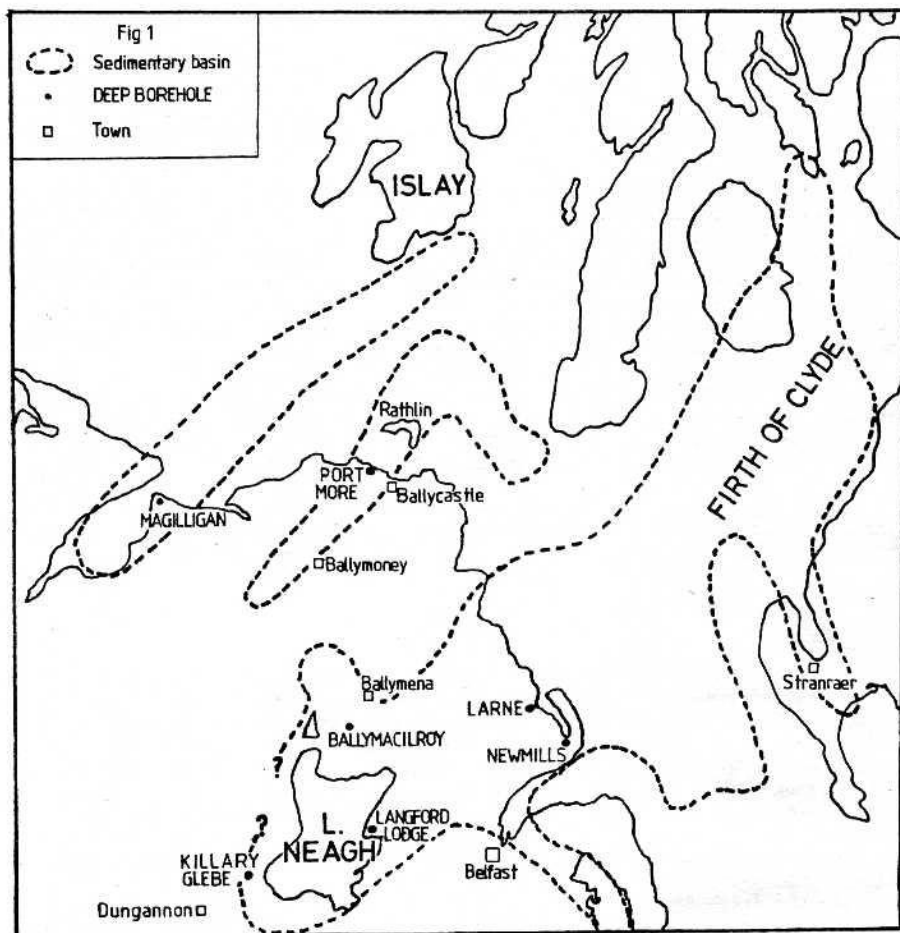 Fig 1
Sedimentary basin
DEEP BOREHOLE
Town
ISLAY
FIRTH OF CLYDE
Rathlin
PORT
MORE
Ballycastle
MAGILLIGAN
Ballymoney
Stranraer
Ballymena
LARNE
BALLYMACILROY
NEWMILLS
?
?
L.
NEAGH
LANGFORD
LODGE
KILLARY
GLEBE
Belfast
Dungannon